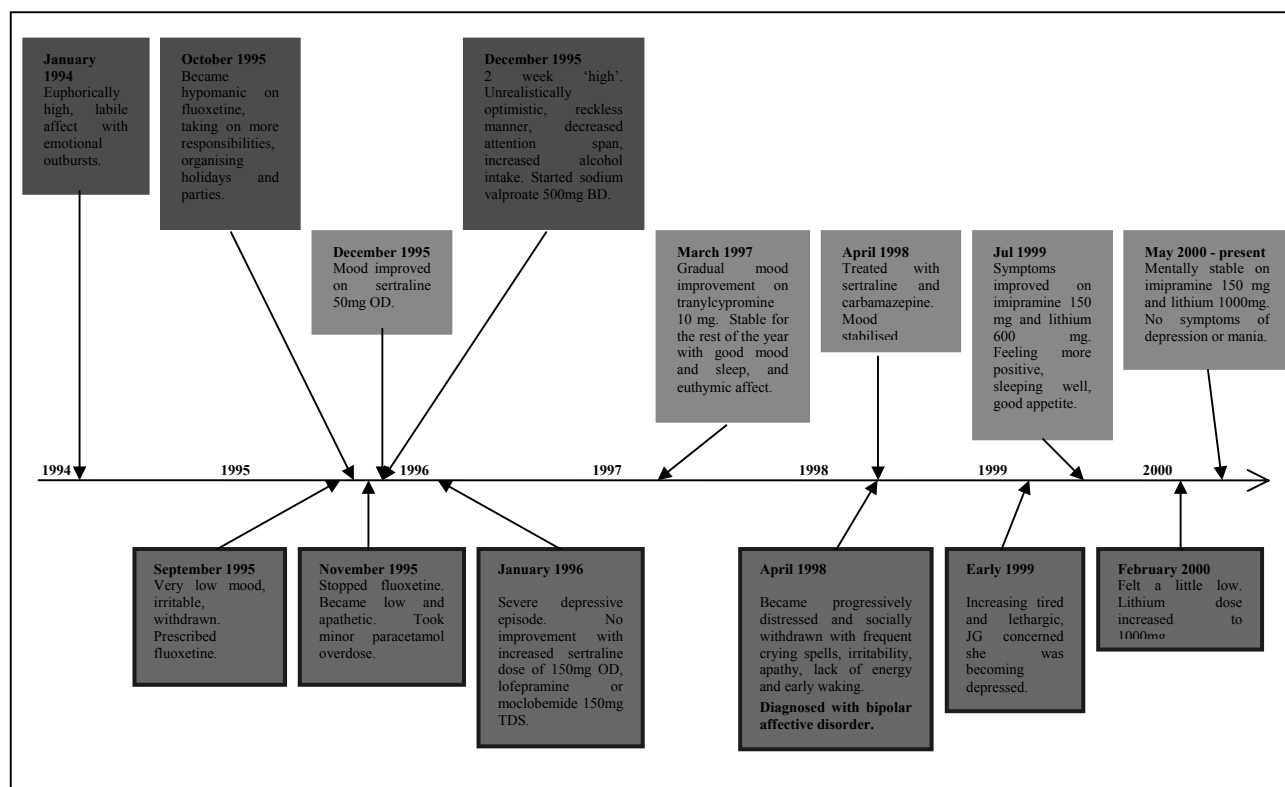 January
1994
Euphorically
high, labile
affect with
emotional
outbursts.
October 1995
Became
hypomanic on
fluoxetine,
taking on more
responsibilities,
organising
holidays and
parties.
December 1995
2 week ‘high’.
Unrealistically
optimistic, reckless
manner, decreased
attention span,
increased alcohol
intake. Started sodium
valproate 500mg BD.
December 1995
Mood improved
on sertraline
50mg OD.
March 1997
Gradual mood
improvement on
tranylcypromine
10 mg. Stable for
the rest of the year
with good mood
and sleep, and
euthymic affect.
April 1998
Treated with
sertraline and
carbamazepine.
Mood
stabilised
Jul 1999
Symptoms
improved on
imipramine 150
mg and lithium
600 mg.
Feeling more
positive,
sleeping well,
good appetite.
May 2000 - present
Mentally stable on
imipramine 150 mg
and lithium 1000mg.
No symptoms of
depression or mania.
1994 1995 1996 1997 1998 1999 2000
September 1995
Very low mood,
irritable,
withdrawn.
Prescribed
fluoxetine.
November 1995
Stopped fluoxetine.
Became low and
apathetic. Took
minor paracetamol
overdose.
January 1996
Severe depressive
episode. No
improvement with
increased sertraline
dose of 150mg OD,
lofepramine or
moclobemide 150mg
TDS.
April 1998
Became progressively
distressed and socially
withdrawn with frequent
crying spells, irritability,
apathy, lack of energy
and early waking.
Diagnosed with bipolar
affective disorder.
Early 1999
Increasing tired
and lethargic,
JG concerned
she was
becoming
depressed.
February 2000
Felt a little low.
Lithium dose
increased to
1000mg